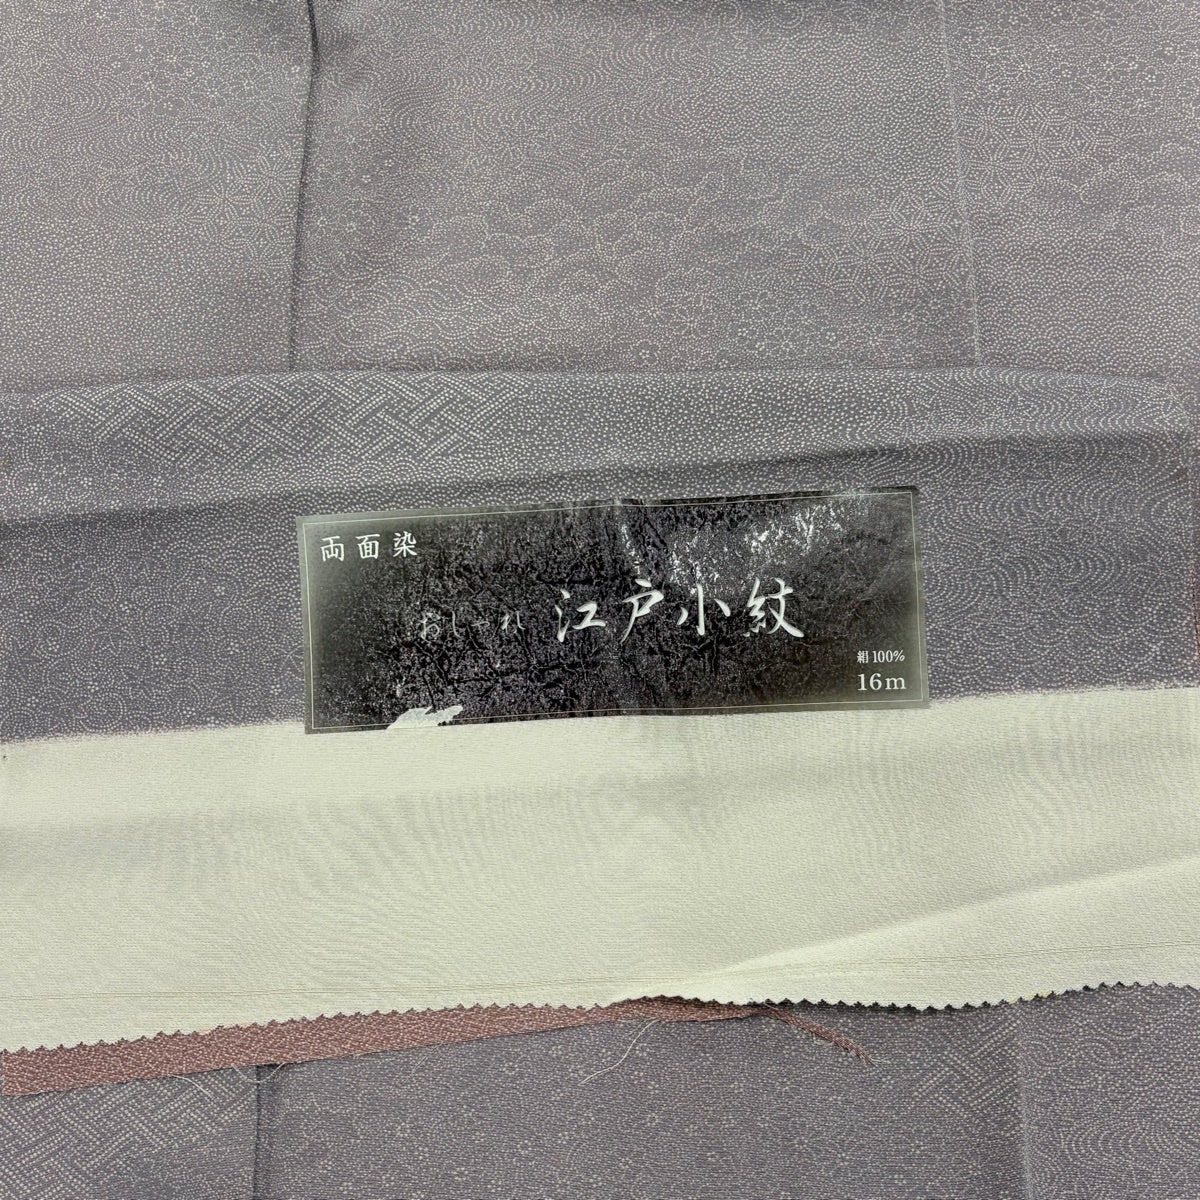 両面染
おしゃれ 江戸小紋
絹100%
16m